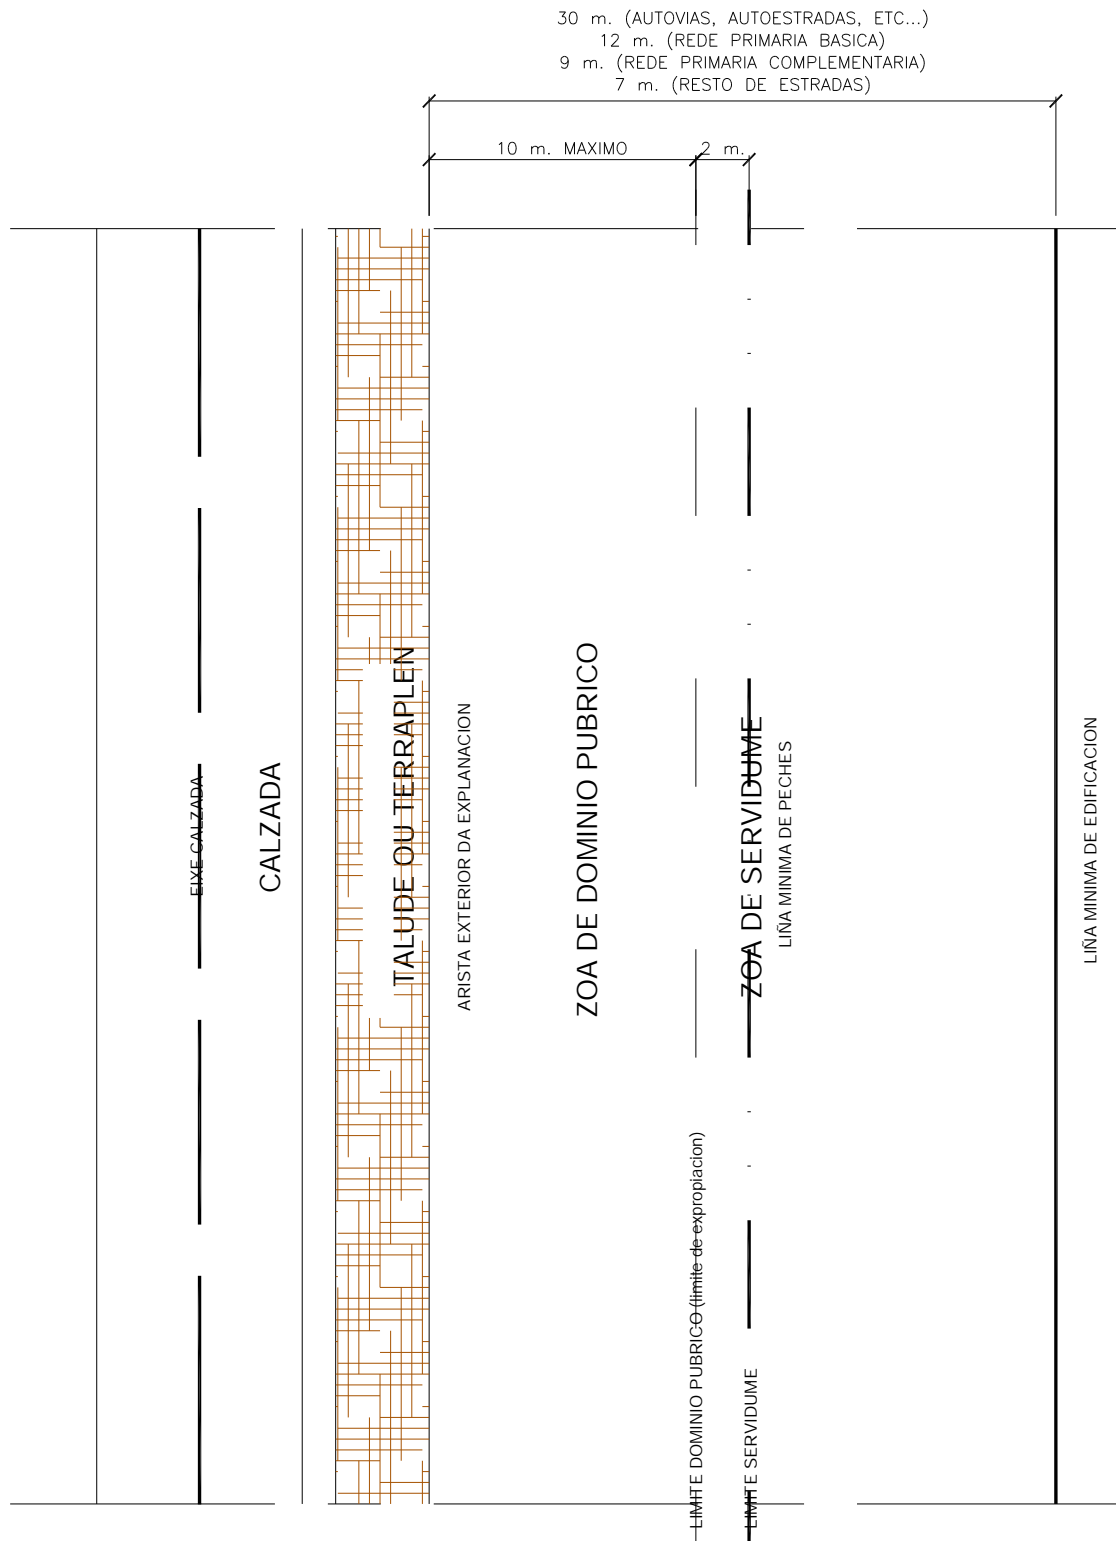 30 m. (AUTOVIAS, AUTOESTRADAS, ETC...)
12 m. (REDE PRIMARIA BASICA)
9 m. (REDE PRIMARIA COMPLEMENTARIA)
7 m. (RESTO DE ESTRADAS)
10 m. MAXIMO
2 m.
EIXE CALZADA
CALZADA
TALUDE OU TERRAPLEN
ARISTA EXTERIOR DA EXPLANACION
ZOA DE DOMINIO PUBRICO
LIMITE DOMINIO PUBRICO (limite de expropiacion)
ZOA DE SERVIDUME
LIMITE SERVIDUME
LIÑA MINIMA DE PECHES
LIÑA MINIMA DE EDIFICACION